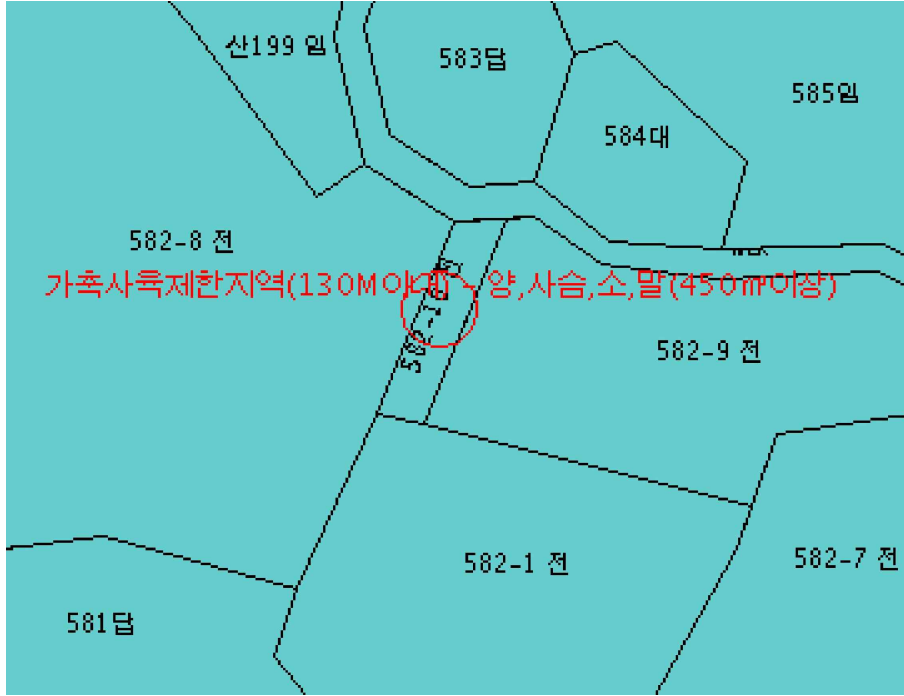 산199 임
583답
585임
584대
582-8 전
가축사육제한지역(130M이내) - 양,사슴,소,말(450㎡이상)
582-9 전
582-1 전
582-7 전
581답